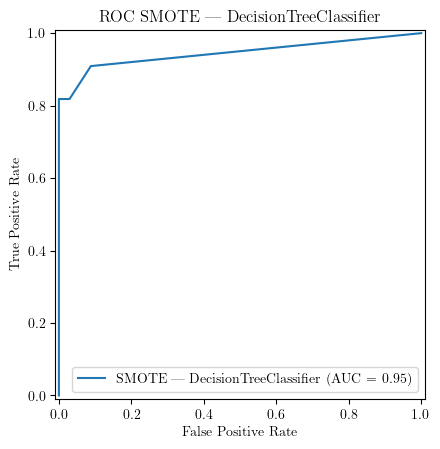 ROC SMOTE — DecisionTreeClassifier
1.0
0.8
0.6
0.4
0.2
0.0
True Positive Rate
SMOTE — DecisionTreeClassifier (AUC = 0.95)
0.0 0.2 0.4 0.6 0.8 1.0
False Positive Rate